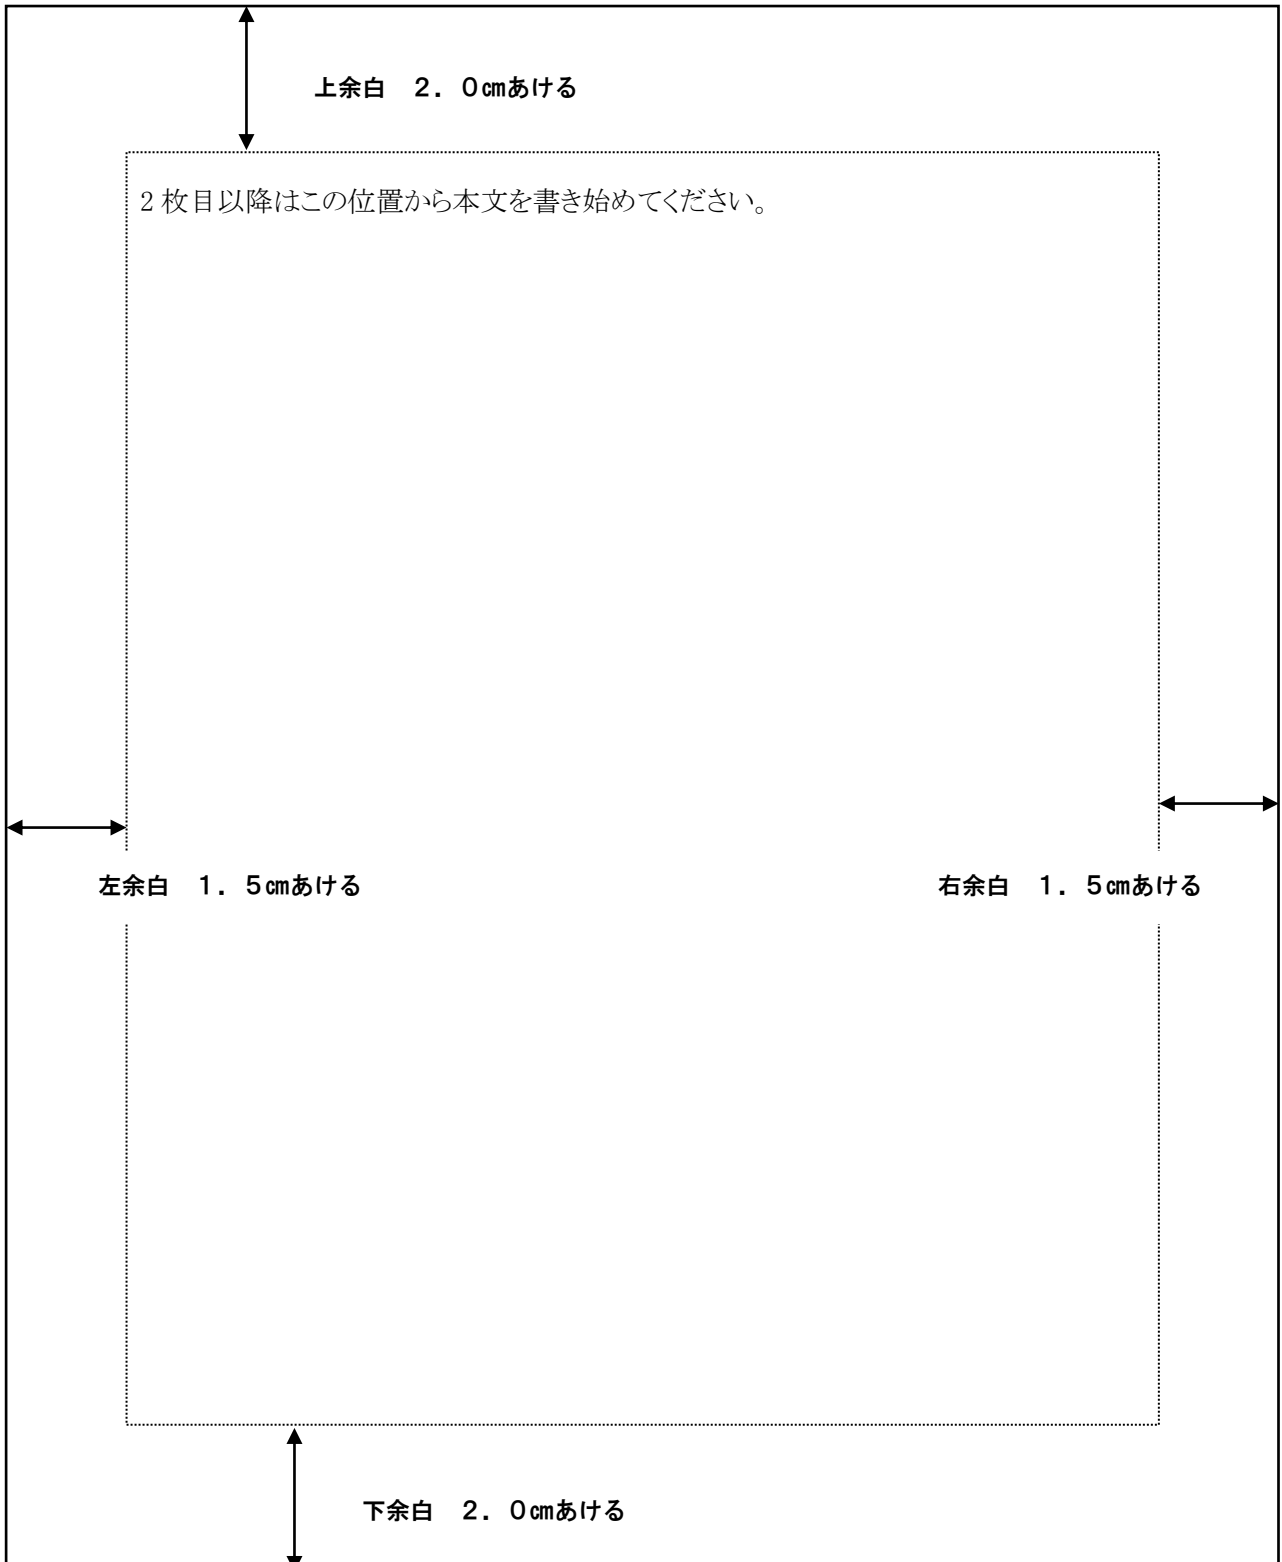 上余白　２．０㎝あける
2 枚目以降はこの位置から本文を書き始めてください。
左余白　１．５㎝あける
右余白　１．５㎝あける
下余白　２．０㎝あける